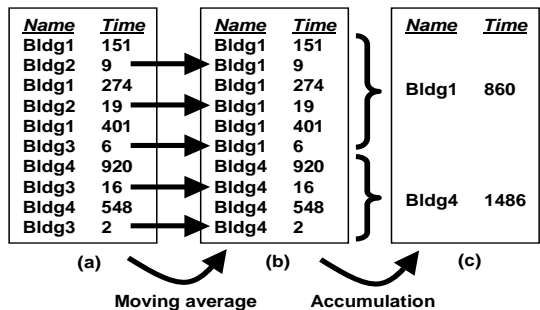 Name Time
Bldg1 151
Bldg2 9
Bldg1 274
Bldg2 19
Bldg1 401
Bldg3 6
Bldg4 920
Bldg3 16
Bldg4 548
Bldg3 2
(a)
Name Time
Bldg1 151
Bldg1 9
Bldg1 274
Bldg1 19
Bldg1 401
Bldg1 6
Bldg4 920
Bldg4 16
Bldg4 548
Bldg4 2
(b)
Name Time
Bldg1 860
Bldg4 1486
(c)
Moving average
Accumulation